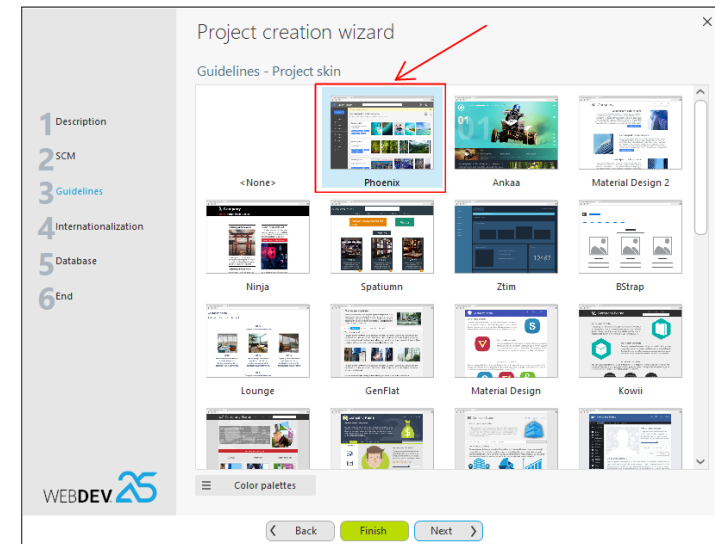 Project creation wizard
Guidelines - Project skin
1 Description
2 SCM
3 Guidelines
4 Internationalization
5 Database
6 End
<None>
Phoenix
Ankaa
Material Design 2
Ninja
Spatiumn
Ztim
BStrap
Lounge
GenFlat
Material Design
Kowii
Color palettes
WEBDEV 25
Back
Finish
Next